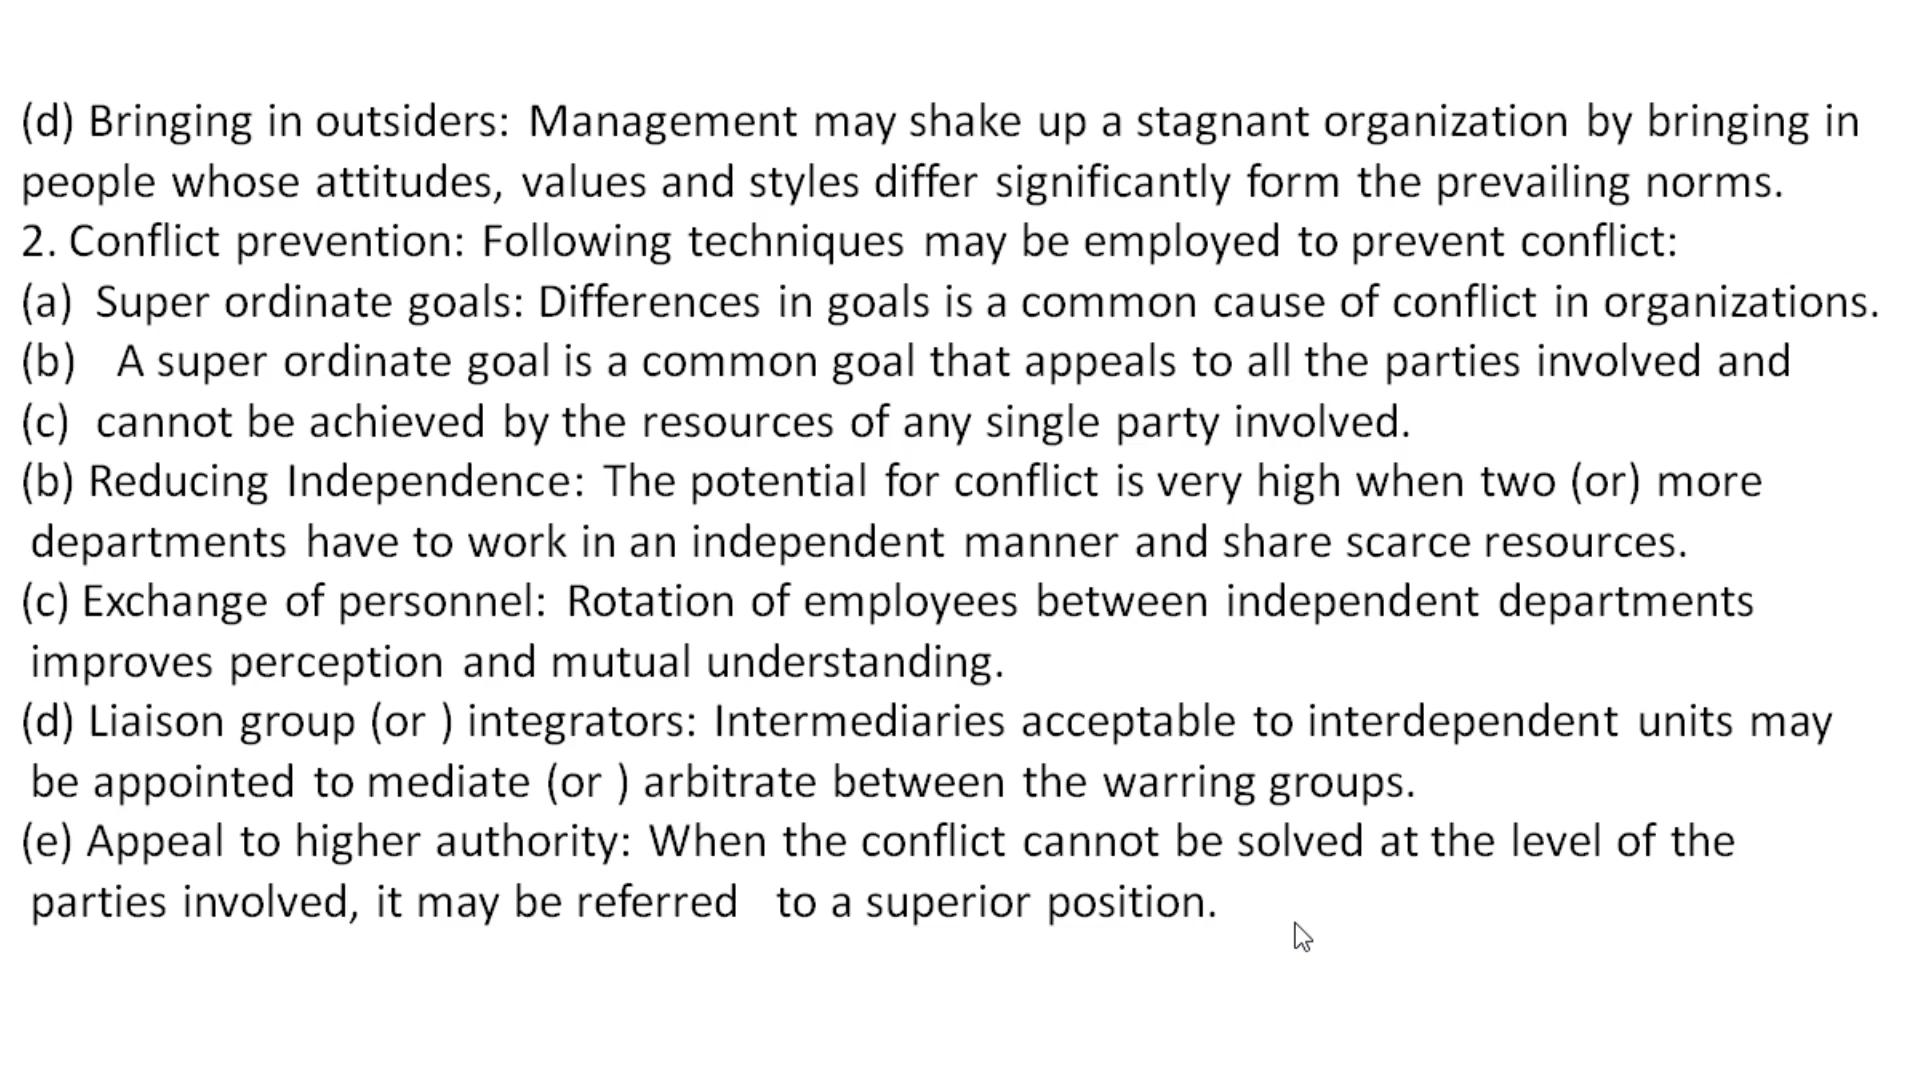 (d) Bringing in outsiders: Management may shake up a stagnant organization by bringing in
people whose attitudes, values and styles differ significantly form the prevailing norms.
2. Conflict prevention: Following techniques may be employed to prevent conflict:
(a) Super ordinate goals: Differences in goals is a common cause of conflict in organizations.
(b) A super ordinate goal is a common goal that appeals to all the parties involved and
(c) cannot be achieved by the resources of any single party involved.
(b) Reducing Independence: The potential for conflict is very high when two (or) more
departments have to work in an independent manner and share scarce resources.
(c) Exchange of personnel: Rotation of employees between independent departments
improves perception and mutual understanding.
(d) Liaison group (or ) integrators: Intermediaries acceptable to interdependent units may
be appointed to mediate (or ) arbitrate between the warring groups.
(e) Appeal to higher authority: When the conflict cannot be solved at the level of the
parties involved, it may be referred to a superior position.